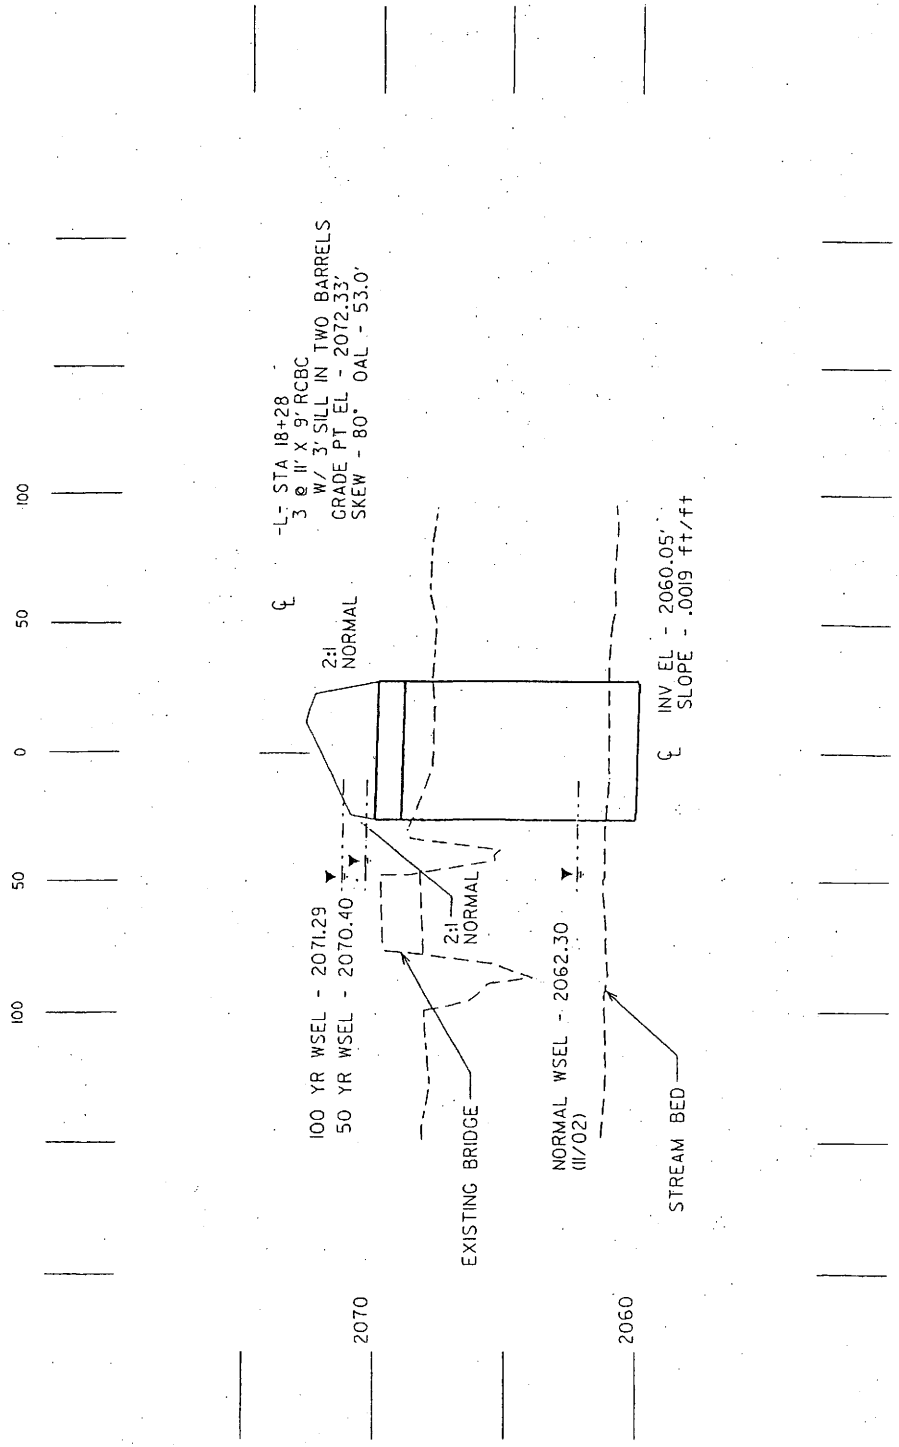 100 50 0 50 100
℄
-L- STA 18+28
3 @ 11' X 9' RCBC
W/ 3' SILL IN TWO BARRELS
GRADE PT EL - 2072.33'
SKEW - 80° OAL - 53.0'
2:1
NORMAL
100 YR WSEL - 2071.29
50 YR WSEL - 2070.40
2070
2:1
NORMAL
EXISTING BRIDGE
NORMAL WSEL - 2062.30
(11/02)
2060
℄
INV EL - 2060.05'
SLOPE - .0019 ft/ft
STREAM BED